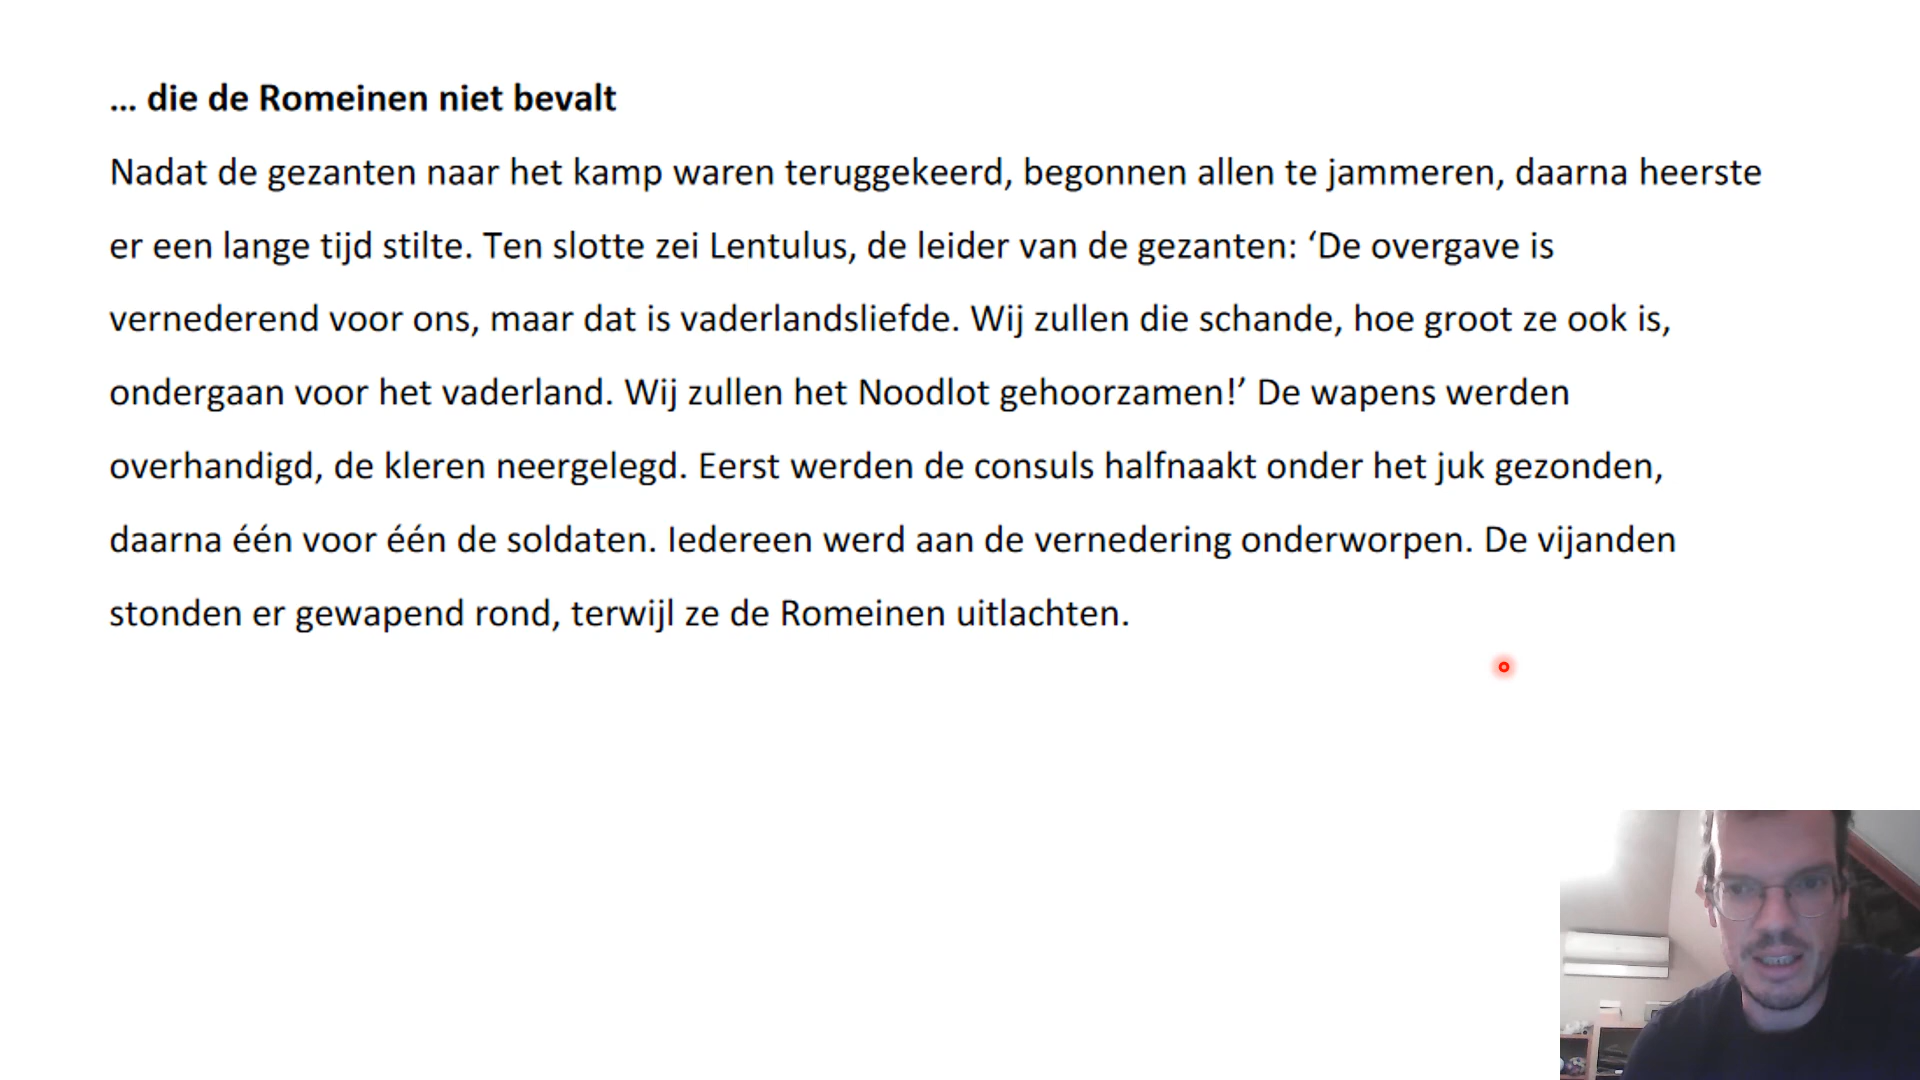 ... die de Romeinen niet bevalt
Nadat de gezanten naar het kamp waren teruggekeerd, begonnen allen te jammeren, daarna heerste
er een lange tijd stilte. Ten slotte zei Lentulus, de leider van de gezanten: ‘De overgave is
vernederend voor ons, maar dat is vaderlandsliefde. Wij zullen die schande, hoe groot ze ook is,
ondergaan voor het vaderland. Wij zullen het Noodlot gehoorzamen!’ De wapens werden
overhandigd, de kleren neergelegd. Eerst werden de consuls halfnaakt onder het juk gezonden,
daarna één voor één de soldaten. Iedereen werd aan de vernedering onderworpen. De vijanden
stonden er gewapend rond, terwijl ze de Romeinen uitlachten.